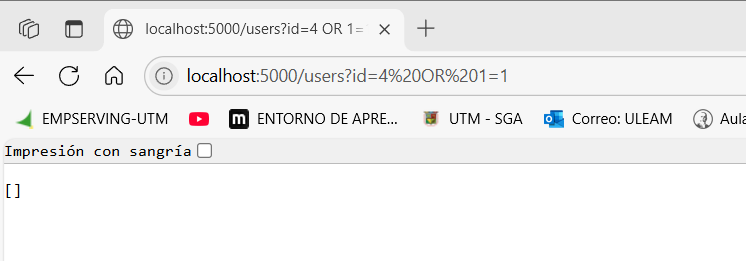 localhost:5000/users?id=4 OR 1=
localhost:5000/users?id=4%20OR%201=1
EMPSERVING-UTM
m ENTORNO DE APRE...
UTM - SGA
Correo: ULEAM
Aula
Impresión con sangría
[]